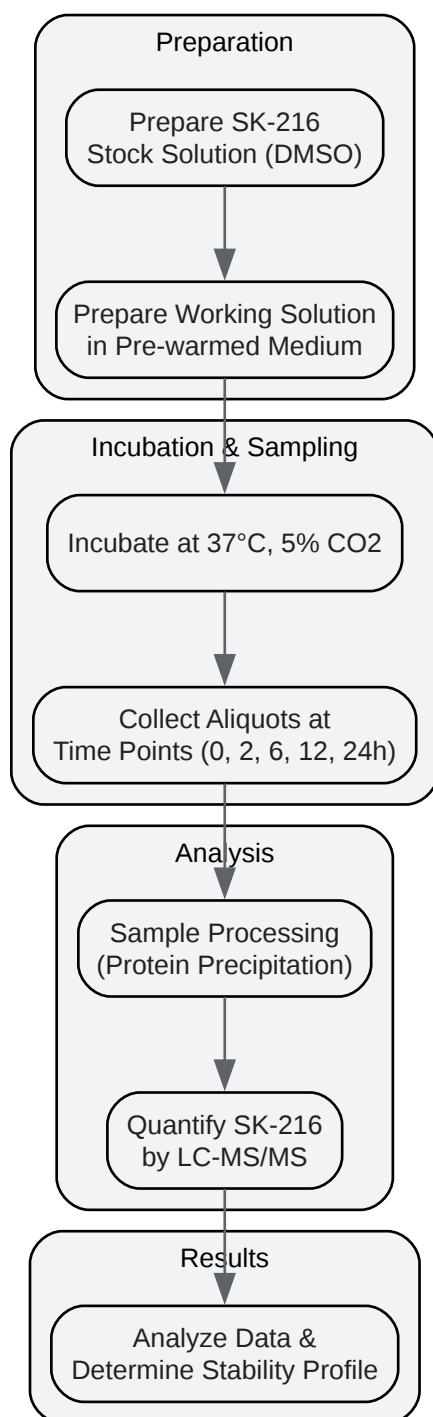 Preparation
Prepare SK-216
Stock Solution (DMSO)
Prepare Working Solution
in Pre-warmed Medium
Incubation & Sampling
Incubate at 37°C, 5% CO2
Collect Aliquots at
Time Points (0, 2, 6, 12, 24h)
Analysis
Sample Processing
(Protein Precipitation)
Quantify SK-216
by LC-MS/MS
Results
Analyze Data &
Determine Stability Profile